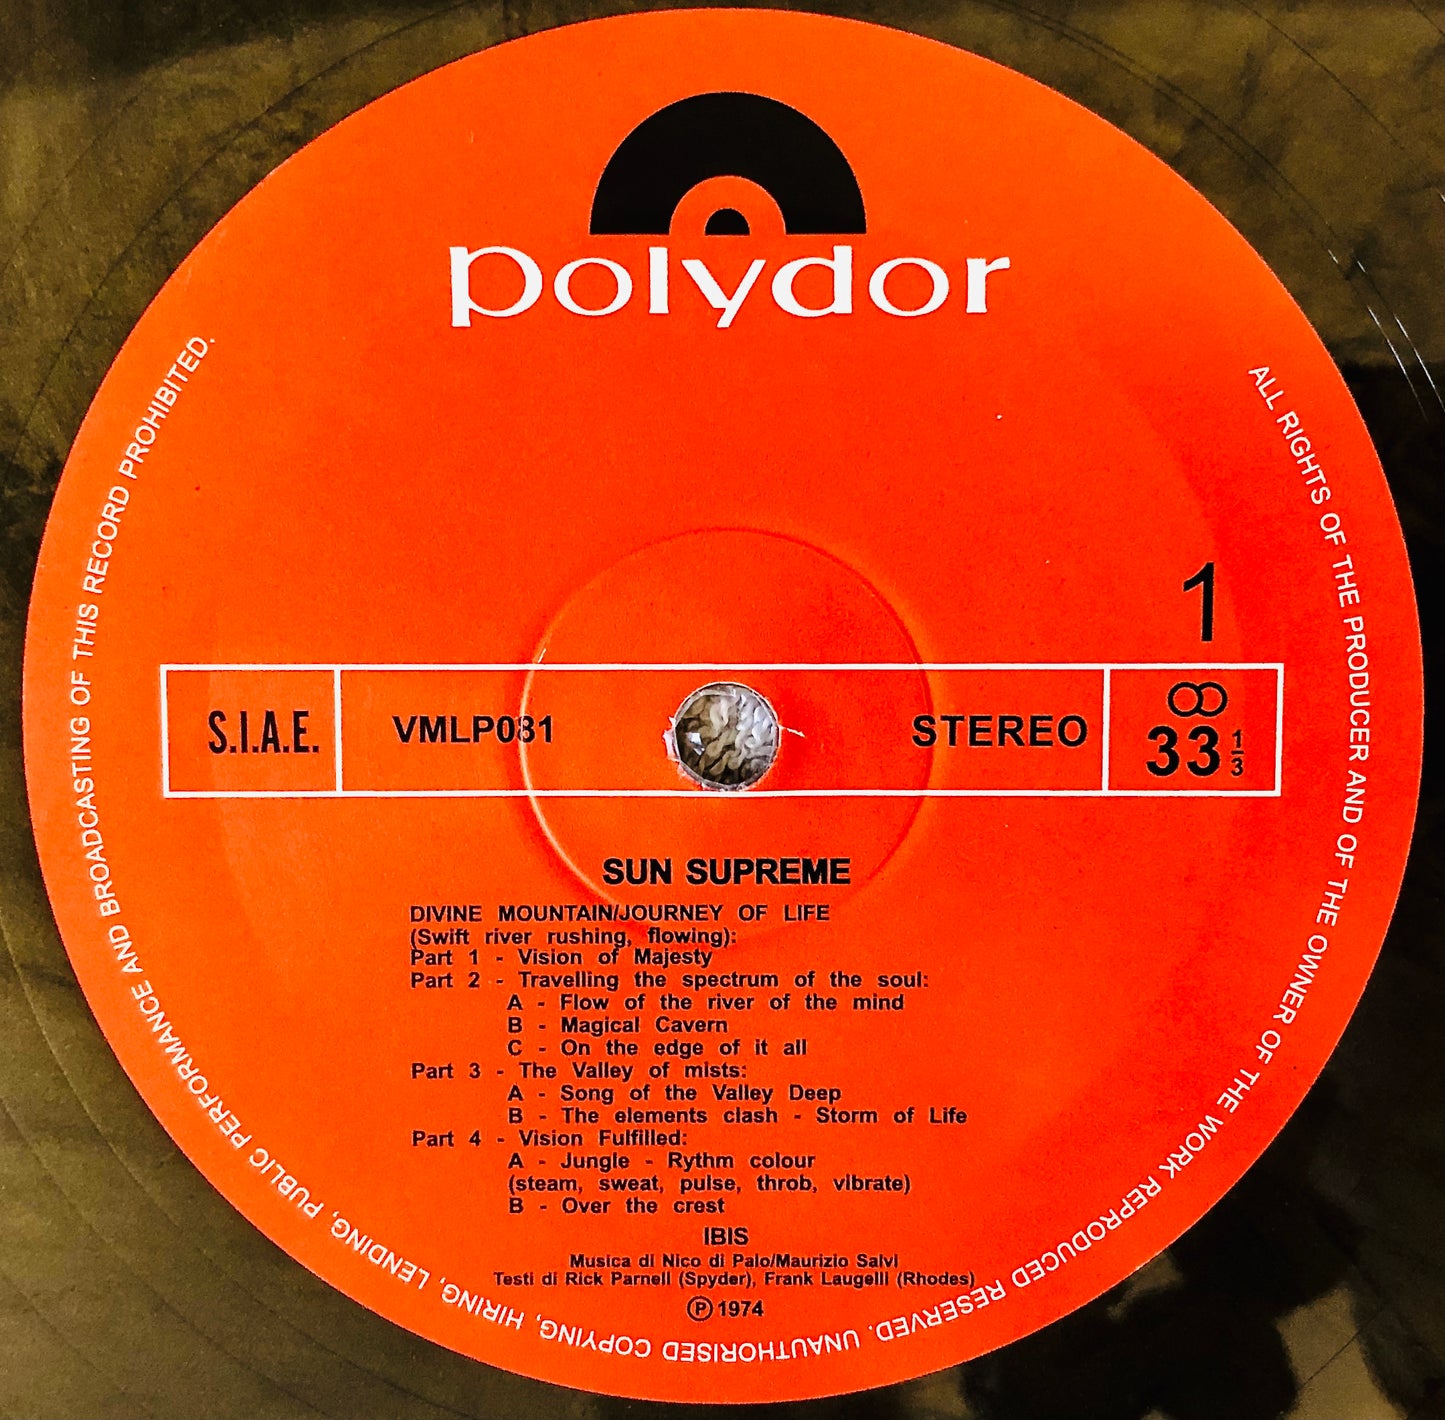 polydor
ALL RIGHTS OF THE PRODUCER AND OF THE OWNER OF THE WORK REPRODUCED RESERVED. UNAUTHORISED COPYING, HIRING, LENDING, PUBLIC PERFORMANCE AND BROADCASTING OF THIS RECORD PROHIBITED.
1
S.I.A.E. VMLP081 STEREO 33 1/3
SUN SUPREME
DIVINE MOUNTAIN/JOURNEY OF LIFE
(Swift river rushing, flowing):
Part 1 - Vision of Majesty
Part 2 - Travelling the spectrum of the soul:
A - Flow of the river of the mind
B - Magical Cavern
C - On the edge of it all
Part 3 - The Valley of mists:
A - Song of the Valley Deep
B - The elements clash - Storm of Life
Part 4 - Vision Fulfilled:
A - Jungle - Rythm colour
(steam, sweat, pulse, throb, vibrate)
B - Over the crest
IBIS
Musica di Nico di Palo/Maurizio Salvi
Testi di Rick Parnell (Spyder), Frank Laugelli (Rhodes)
Ⓟ 1974